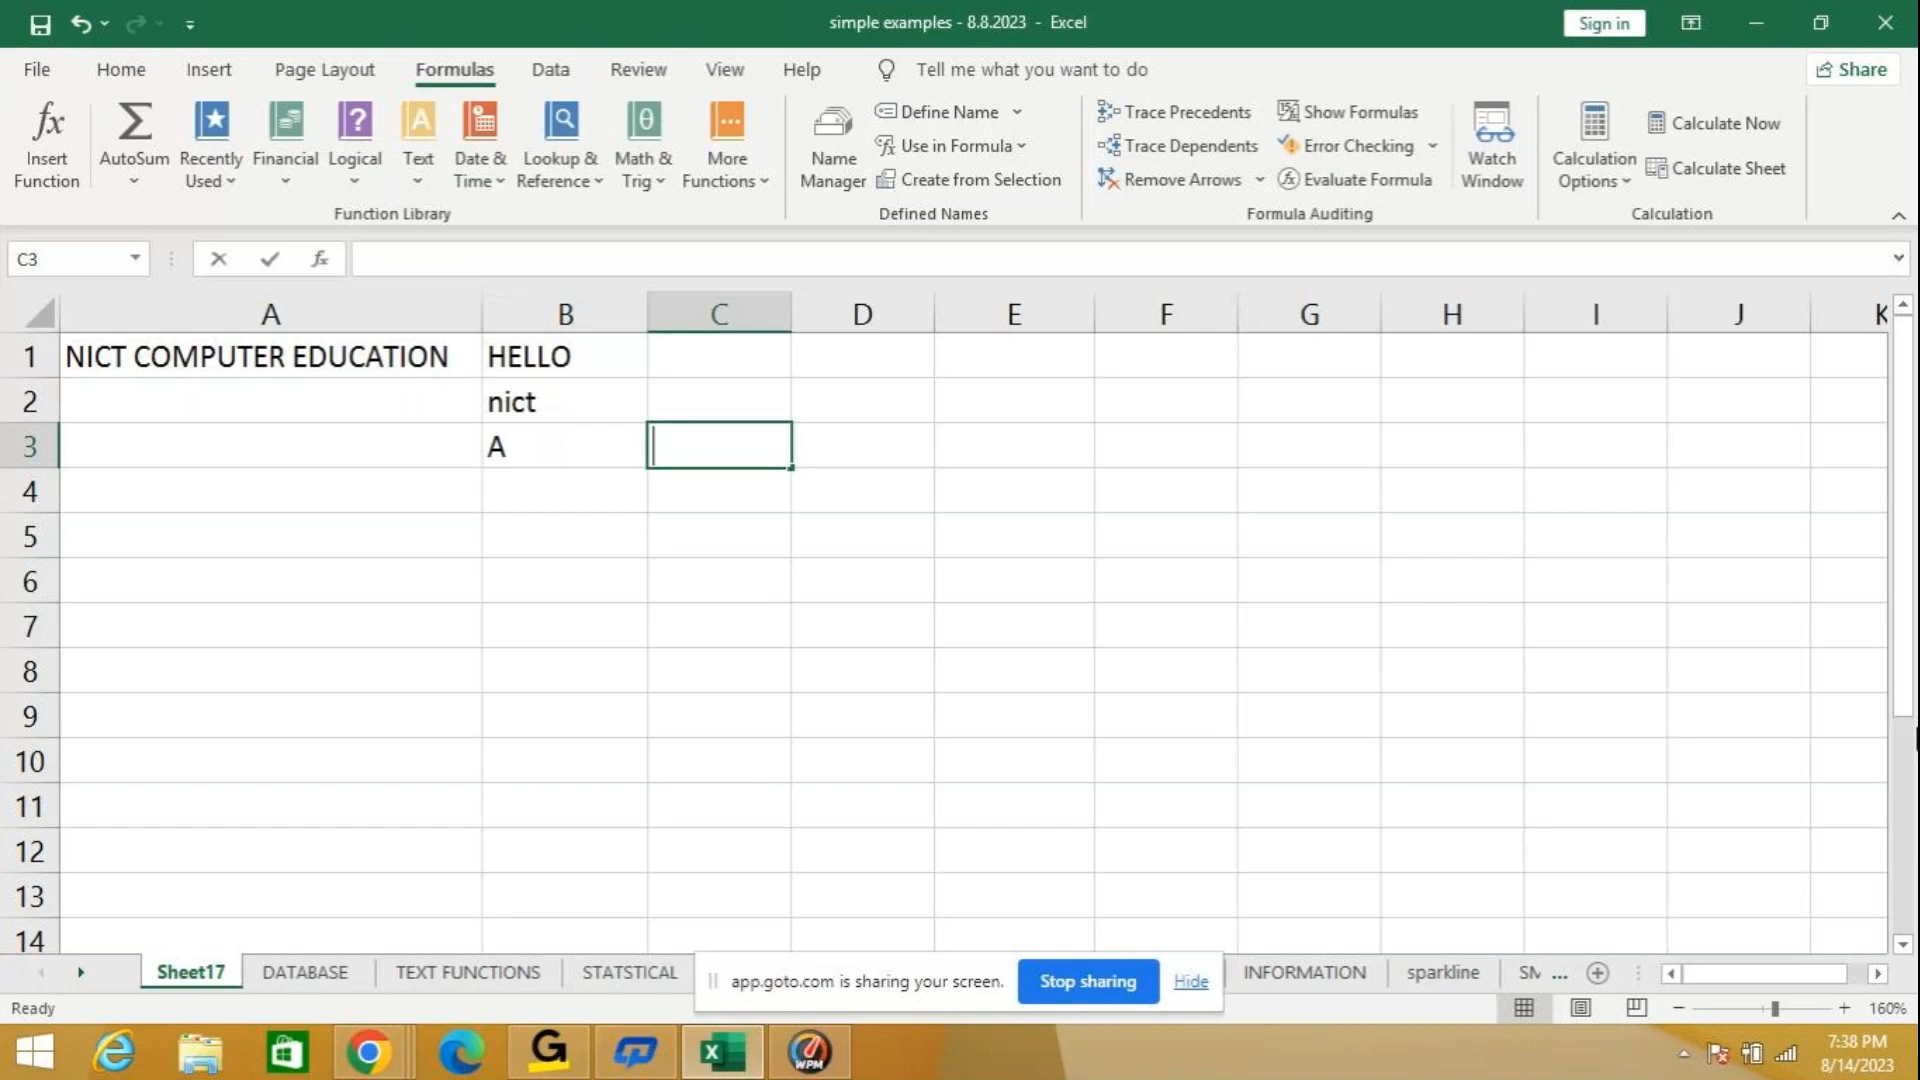 simple examples - 8.8.2023 - Excel
Sign in
File Home Insert Page Layout Formulas Data Review View Help Tell me what you want to do Share
Insert Function
AutoSum
Recently Used
Financial
Logical
Text
Date & Time
Lookup & Reference
Math & Trig
More Functions
Function Library
Name Manager
Define Name
Use in Formula
Create from Selection
Defined Names
Trace Precedents
Trace Dependents
Remove Arrows
Show Formulas
Error Checking
Evaluate Formula
Formula Auditing
Watch Window
Calculation Options
Calculate Now
Calculate Sheet
Calculation
C3
fx
A B C D E F G H I J K
1 NICT COMPUTER EDUCATION HELLO
2 nict
3 A
4
5
6
7
8
9
10
11
12
13
14
Sheet17 DATABASE TEXT FUNCTIONS STATSTICAL INFORMATION sparkline SM ...
app.goto.com is sharing your screen. Stop sharing Hide
Ready
160%
WPM
7:38 PM
8/14/2023